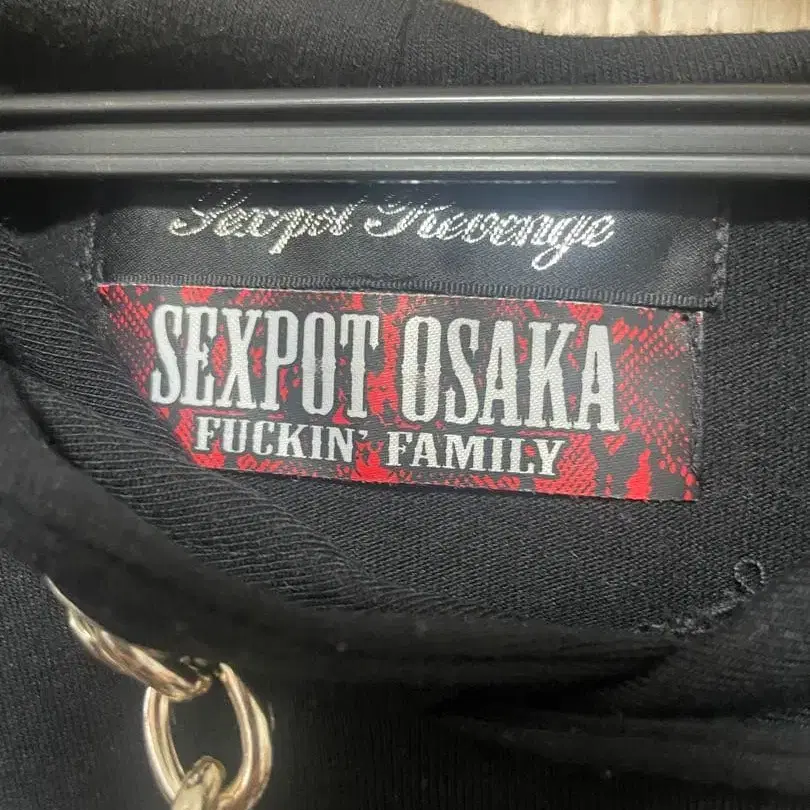 Sexpot Revenge
SEXPOT OSAKA
FUCKIN' FAMILY